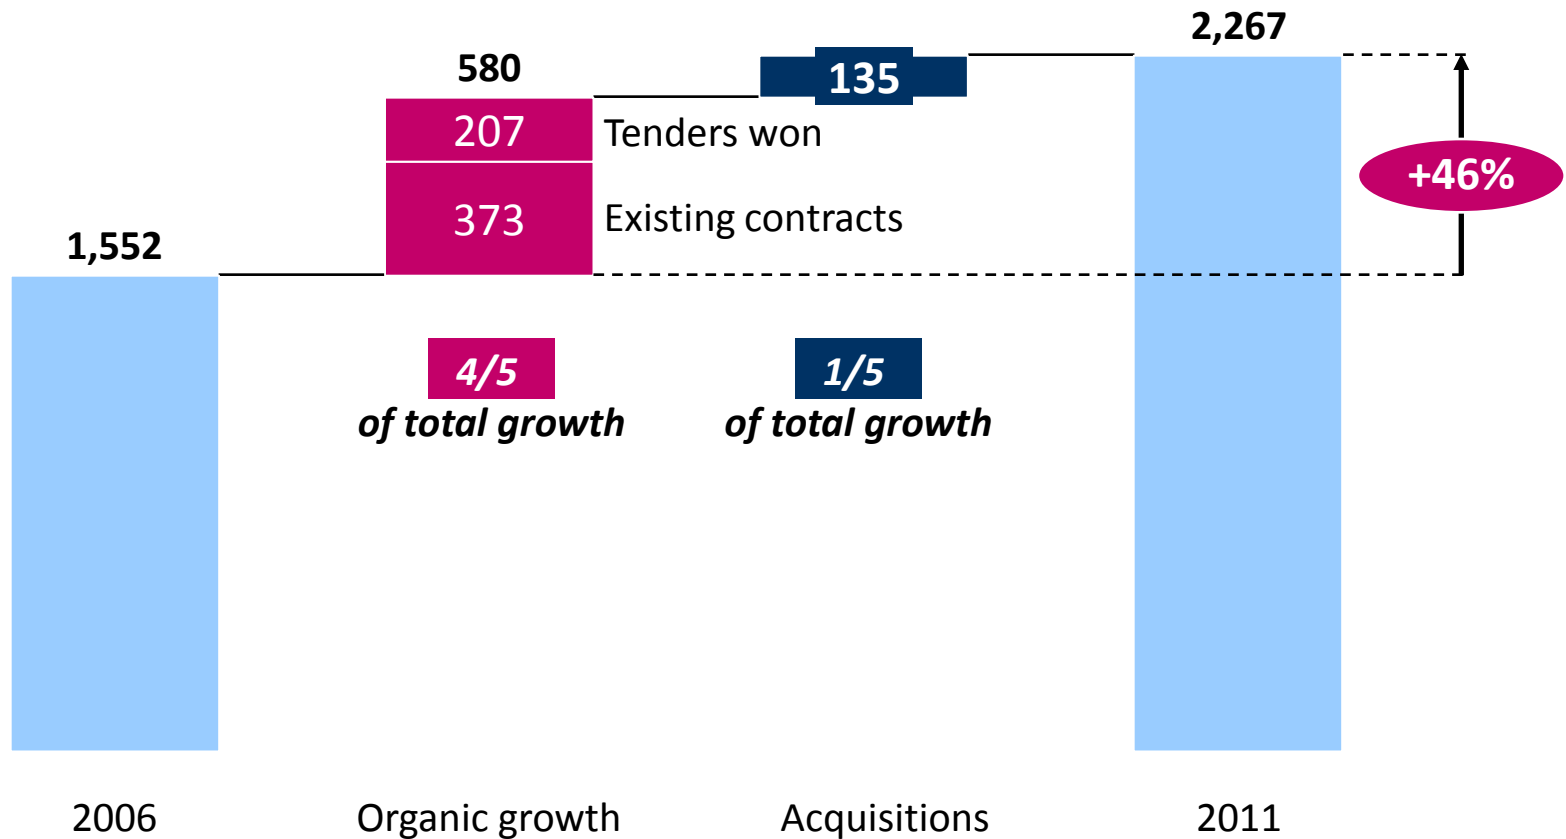 2,267
580
135
207
Tenders won
+46%
373
Existing contracts
1,552
4/5
of total growth
1/5
of total growth
2006
Organic growth
Acquisitions
2011